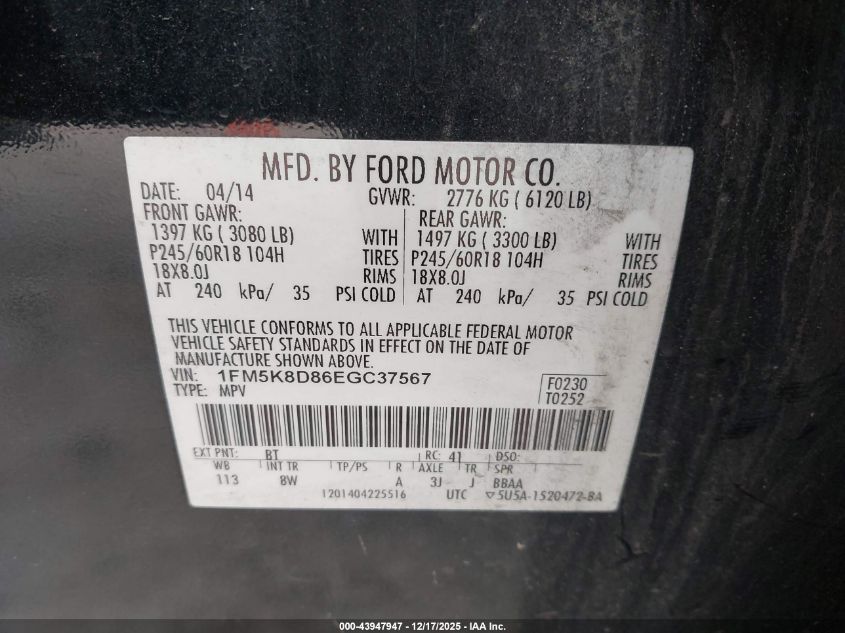 MFD. BY FORD MOTOR CO.
DATE: 04/14 GVWR: 2776 KG ( 6120 LB)
FRONT GAWR: REAR GAWR:
1397 KG ( 3080 LB) WITH 1497 KG ( 3300 LB) WITH
P245/60R18 104H TIRES P245/60R18 104H TIRES
18X8.0J RIMS 18X8.0J RIMS
AT 240 kPa/ 35 PSI COLD AT 240 kPa/ 35 PSI COLD
THIS VEHICLE CONFORMS TO ALL APPLICABLE FEDERAL MOTOR
VEHICLE SAFETY STANDARDS IN EFFECT ON THE DATE OF
MANUFACTURE SHOWN ABOVE.
VIN: 1FM5K8D86EGC37567 F0230
TYPE: MPV T0252
EXT PNT: BT RC: 41 DSO:
WB INT TR TP/PS R AXLE TR SPR
113 8W A 3J J BBAA
1201404225516 UTC ▽5U5A-1520472-BA
000-43947947 - 12/17/2025 - IAA Inc.